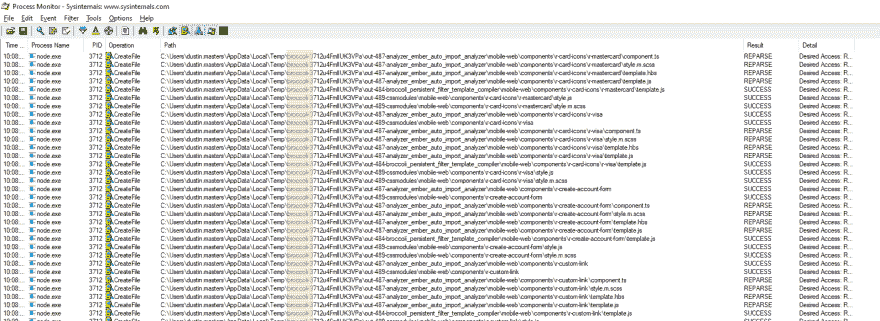 Process Monitor - Sysinternals: www.sysinternals.com
File Edit Event Filter Tools Options Help
Time ... Process Name PID Operation Path Result Detail
10:08:... node.exe 3712 CreateFile C:\Users\dustin.masters\AppData\Local\Temp\broccoli-3712u4FmIlUK3VPa\out-487-analyzer_ember_auto_import_analyzer\mobile-web\components\r-card-icons\r-mastercard\component.ts REPARSE Desired Access: R...
10:08:... node.exe 3712 CreateFile C:\Users\dustin.masters\AppData\Local\Temp\broccoli-3712u4FmIlUK3VPa\out-487-analyzer_ember_auto_import_analyzer\mobile-web\components\r-card-icons\r-mastercard\style.m.scss REPARSE Desired Access: R...
10:08:... node.exe 3712 CreateFile C:\Users\dustin.masters\AppData\Local\Temp\broccoli-3712u4FmIlUK3VPa\out-487-analyzer_ember_auto_import_analyzer\mobile-web\components\r-card-icons\r-mastercard\template.hbs REPARSE Desired Access: R...
10:08:... node.exe 3712 CreateFile C:\Users\dustin.masters\AppData\Local\Temp\broccoli-3712u4FmIlUK3VPa\out-487-analyzer_ember_auto_import_analyzer\mobile-web\components\r-card-icons\r-mastercard\template.js REPARSE Desired Access: R...
10:08:... node.exe 3712 CreateFile C:\Users\dustin.masters\AppData\Local\Temp\broccoli-3712u4FmIlUK3VPa\out-484-broccoli_persistent_filter_template_compiler\mobile-web\components\r-card-icons\r-mastercard\template.js SUCCESS Desired Access: R...
10:08:... node.exe 3712 CreateFile C:\Users\dustin.masters\AppData\Local\Temp\broccoli-3712u4FmIlUK3VPa\out-489-cssmodules\mobile-web\components\r-card-icons\r-mastercard\style.js SUCCESS Desired Access: R...
10:08:... node.exe 3712 CreateFile C:\Users\dustin.masters\AppData\Local\Temp\broccoli-3712u4FmIlUK3VPa\out-489-cssmodules\mobile-web\components\r-card-icons\r-mastercard\style.m.scss SUCCESS Desired Access: R...
10:08:... node.exe 3712 CreateFile C:\Users\dustin.masters\AppData\Local\Temp\broccoli-3712u4FmIlUK3VPa\out-487-analyzer_ember_auto_import_analyzer\mobile-web\components\r-card-icons\r-visa SUCCESS Desired Access: R...
10:08:... node.exe 3712 CreateFile C:\Users\dustin.masters\AppData\Local\Temp\broccoli-3712u4FmIlUK3VPa\out-489-cssmodules\mobile-web\components\r-card-icons\r-visa SUCCESS Desired Access: R...
10:08:... node.exe 3712 CreateFile C:\Users\dustin.masters\AppData\Local\Temp\broccoli-3712u4FmIlUK3VPa\out-487-analyzer_ember_auto_import_analyzer\mobile-web\components\r-card-icons\r-visa\component.ts REPARSE Desired Access: R...
10:08:... node.exe 3712 CreateFile C:\Users\dustin.masters\AppData\Local\Temp\broccoli-3712u4FmIlUK3VPa\out-487-analyzer_ember_auto_import_analyzer\mobile-web\components\r-card-icons\r-visa\style.m.scss REPARSE Desired Access: R...
10:08:... node.exe 3712 CreateFile C:\Users\dustin.masters\AppData\Local\Temp\broccoli-3712u4FmIlUK3VPa\out-487-analyzer_ember_auto_import_analyzer\mobile-web\components\r-card-icons\r-visa\template.hbs REPARSE Desired Access: R...
10:08:... node.exe 3712 CreateFile C:\Users\dustin.masters\AppData\Local\Temp\broccoli-3712u4FmIlUK3VPa\out-487-analyzer_ember_auto_import_analyzer\mobile-web\components\r-card-icons\r-visa\template.js REPARSE Desired Access: R...
10:08:... node.exe 3712 CreateFile C:\Users\dustin.masters\AppData\Local\Temp\broccoli-3712u4FmIlUK3VPa\out-484-broccoli_persistent_filter_template_compiler\mobile-web\components\r-card-icons\r-visa\template.js SUCCESS Desired Access: R...
10:08:... node.exe 3712 CreateFile C:\Users\dustin.masters\AppData\Local\Temp\broccoli-3712u4FmIlUK3VPa\out-489-cssmodules\mobile-web\components\r-card-icons\r-visa\style.js SUCCESS Desired Access: R...
10:08:... node.exe 3712 CreateFile C:\Users\dustin.masters\AppData\Local\Temp\broccoli-3712u4FmIlUK3VPa\out-489-cssmodules\mobile-web\components\r-card-icons\r-visa\style.m.scss SUCCESS Desired Access: R...
10:08:... node.exe 3712 CreateFile C:\Users\dustin.masters\AppData\Local\Temp\broccoli-3712u4FmIlUK3VPa\out-487-analyzer_ember_auto_import_analyzer\mobile-web\components\r-create-account-form SUCCESS Desired Access: R...
10:08:... node.exe 3712 CreateFile C:\Users\dustin.masters\AppData\Local\Temp\broccoli-3712u4FmIlUK3VPa\out-489-cssmodules\mobile-web\components\r-create-account-form SUCCESS Desired Access: R...
10:08:... node.exe 3712 CreateFile C:\Users\dustin.masters\AppData\Local\Temp\broccoli-3712u4FmIlUK3VPa\out-487-analyzer_ember_auto_import_analyzer\mobile-web\components\r-create-account-form\component.ts REPARSE Desired Access: R...
10:08:... node.exe 3712 CreateFile C:\Users\dustin.masters\AppData\Local\Temp\broccoli-3712u4FmIlUK3VPa\out-487-analyzer_ember_auto_import_analyzer\mobile-web\components\r-create-account-form\style.m.scss REPARSE Desired Access: R...
10:08:... node.exe 3712 CreateFile C:\Users\dustin.masters\AppData\Local\Temp\broccoli-3712u4FmIlUK3VPa\out-487-analyzer_ember_auto_import_analyzer\mobile-web\components\r-create-account-form\template.hbs REPARSE Desired Access: R...
10:08:... node.exe 3712 CreateFile C:\Users\dustin.masters\AppData\Local\Temp\broccoli-3712u4FmIlUK3VPa\out-487-analyzer_ember_auto_import_analyzer\mobile-web\components\r-create-account-form\template.js REPARSE Desired Access: R...
10:08:... node.exe 3712 CreateFile C:\Users\dustin.masters\AppData\Local\Temp\broccoli-3712u4FmIlUK3VPa\out-484-broccoli_persistent_filter_template_compiler\mobile-web\components\r-create-account-form\template.js SUCCESS Desired Access: R...
10:08:... node.exe 3712 CreateFile C:\Users\dustin.masters\AppData\Local\Temp\broccoli-3712u4FmIlUK3VPa\out-489-cssmodules\mobile-web\components\r-create-account-form\style.js SUCCESS Desired Access: R...
10:08:... node.exe 3712 CreateFile C:\Users\dustin.masters\AppData\Local\Temp\broccoli-3712u4FmIlUK3VPa\out-489-cssmodules\mobile-web\components\r-create-account-form\style.m.scss SUCCESS Desired Access: R...
10:08:... node.exe 3712 CreateFile C:\Users\dustin.masters\AppData\Local\Temp\broccoli-3712u4FmIlUK3VPa\out-487-analyzer_ember_auto_import_analyzer\mobile-web\components\r-custom-link SUCCESS Desired Access: R...
10:08:... node.exe 3712 CreateFile C:\Users\dustin.masters\AppData\Local\Temp\broccoli-3712u4FmIlUK3VPa\out-489-cssmodules\mobile-web\components\r-custom-link SUCCESS Desired Access: R...
10:08:... node.exe 3712 CreateFile C:\Users\dustin.masters\AppData\Local\Temp\broccoli-3712u4FmIlUK3VPa\out-487-analyzer_ember_auto_import_analyzer\mobile-web\components\r-custom-link\component.ts REPARSE Desired Access: R...
10:08:... node.exe 3712 CreateFile C:\Users\dustin.masters\AppData\Local\Temp\broccoli-3712u4FmIlUK3VPa\out-487-analyzer_ember_auto_import_analyzer\mobile-web\components\r-custom-link\style.m.scss REPARSE Desired Access: R...
10:08:... node.exe 3712 CreateFile C:\Users\dustin.masters\AppData\Local\Temp\broccoli-3712u4FmIlUK3VPa\out-487-analyzer_ember_auto_import_analyzer\mobile-web\components\r-custom-link\template.hbs REPARSE Desired Access: R...
10:08:... node.exe 3712 CreateFile C:\Users\dustin.masters\AppData\Local\Temp\broccoli-3712u4FmIlUK3VPa\out-487-analyzer_ember_auto_import_analyzer\mobile-web\components\r-custom-link\template.js REPARSE Desired Access: R...
10:08:... node.exe 3712 CreateFile C:\Users\dustin.masters\AppData\Local\Temp\broccoli-3712u4FmIlUK3VPa\out-484-broccoli_persistent_filter_template_compiler\mobile-web\components\r-custom-link\template.js SUCCESS Desired Access: R...